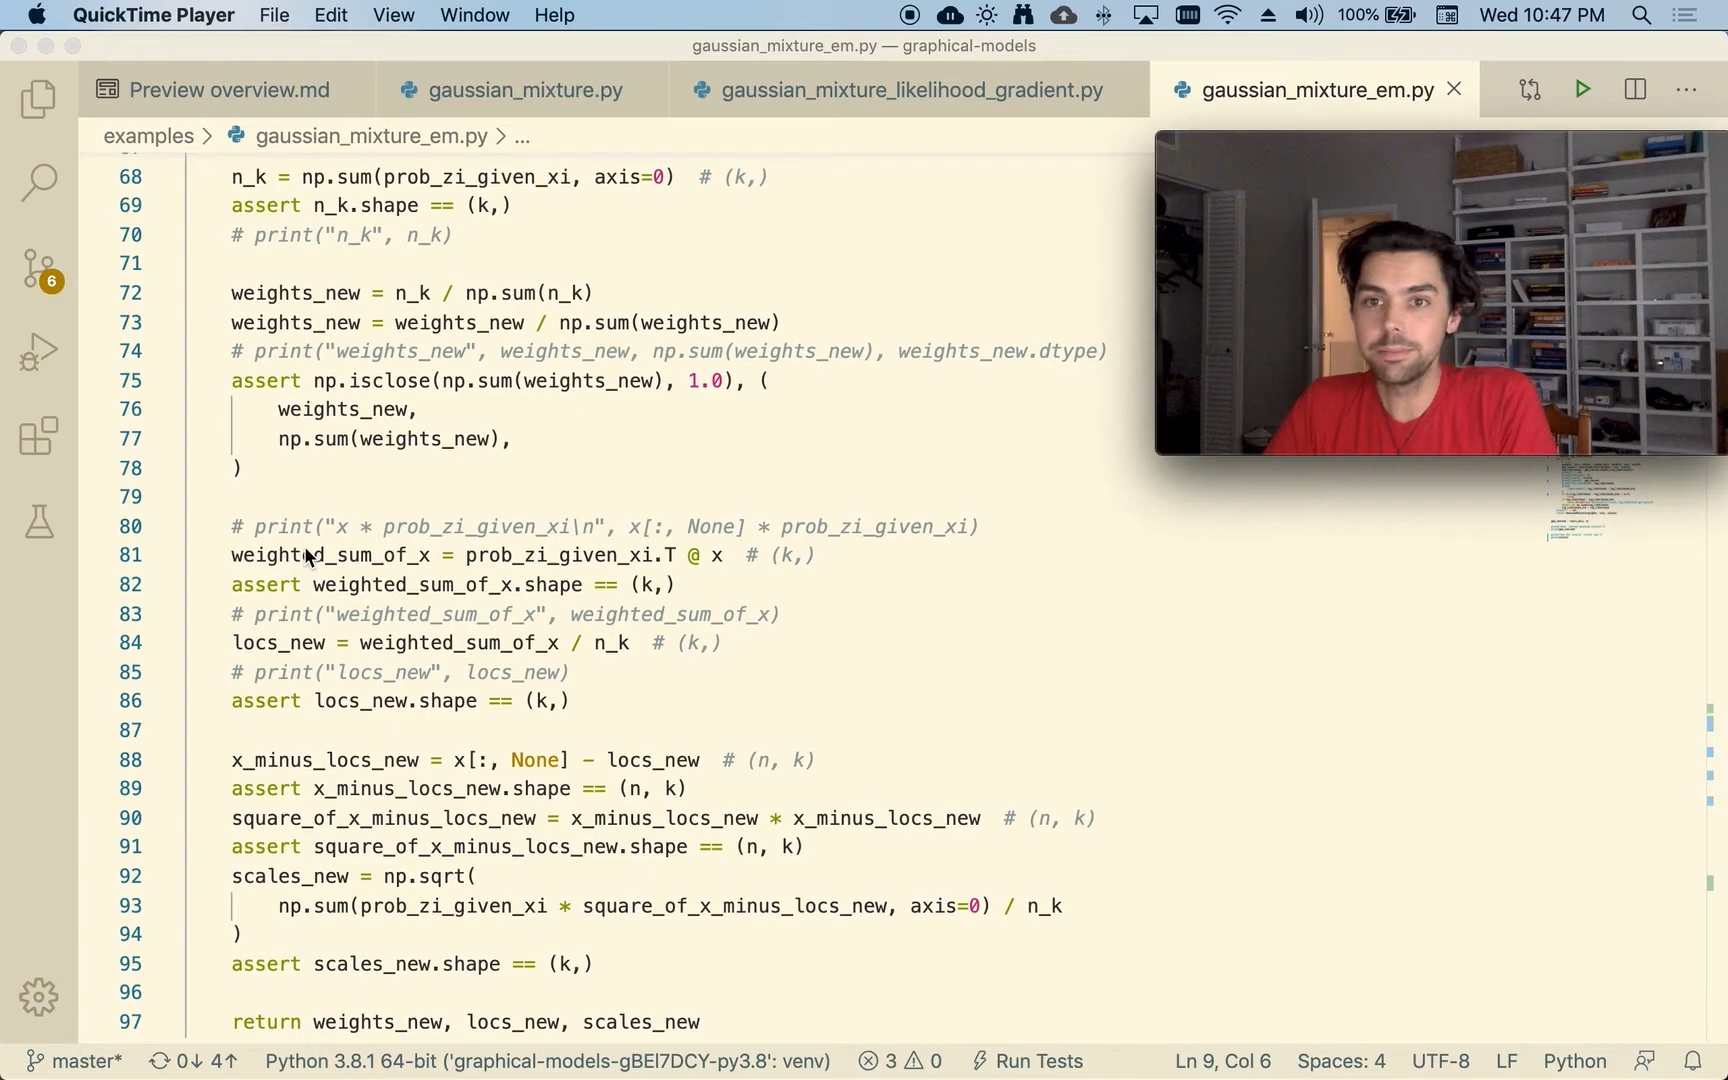 QuickTime Player File Edit View Window Help 100% Wed 10:47 PM
gaussian_mixture_em.py — graphical-models
Preview overview.md gaussian_mixture.py gaussian_mixture_likelihood_gradient.py gaussian_mixture_em.py
examples > gaussian_mixture_em.py > ...
68 n_k = np.sum(prob_zi_given_xi, axis=0) # (k,)
69 assert n_k.shape == (k,)
70 # print("n_k", n_k)
71
72 weights_new = n_k / np.sum(n_k)
73 weights_new = weights_new / np.sum(weights_new)
74 # print("weights_new", weights_new, np.sum(weights_new), weights_new.dtype)
75 assert np.isclose(np.sum(weights_new), 1.0), (
76 weights_new,
77 np.sum(weights_new),
78 )
79
80 # print("x * prob_zi_given_xi\n", x[:, None] * prob_zi_given_xi)
81 weighted_sum_of_x = prob_zi_given_xi.T @ x # (k,)
82 assert weighted_sum_of_x.shape == (k,)
83 # print("weighted_sum_of_x", weighted_sum_of_x)
84 locs_new = weighted_sum_of_x / n_k # (k,)
85 # print("locs_new", locs_new)
86 assert locs_new.shape == (k,)
87
88 x_minus_locs_new = x[:, None] - locs_new # (n, k)
89 assert x_minus_locs_new.shape == (n, k)
90 square_of_x_minus_locs_new = x_minus_locs_new * x_minus_locs_new # (n, k)
91 assert square_of_x_minus_locs_new.shape == (n, k)
92 scales_new = np.sqrt(
93 np.sum(prob_zi_given_xi * square_of_x_minus_locs_new, axis=0) / n_k
94 )
95 assert scales_new.shape == (k,)
96
97 return weights_new, locs_new, scales_new
6
master* 0↓ 4↑ Python 3.8.1 64-bit ('graphical-models-gBEl7DCY-py3.8': venv) 3 0 Run Tests Ln 9, Col 6 Spaces: 4 UTF-8 LF Python